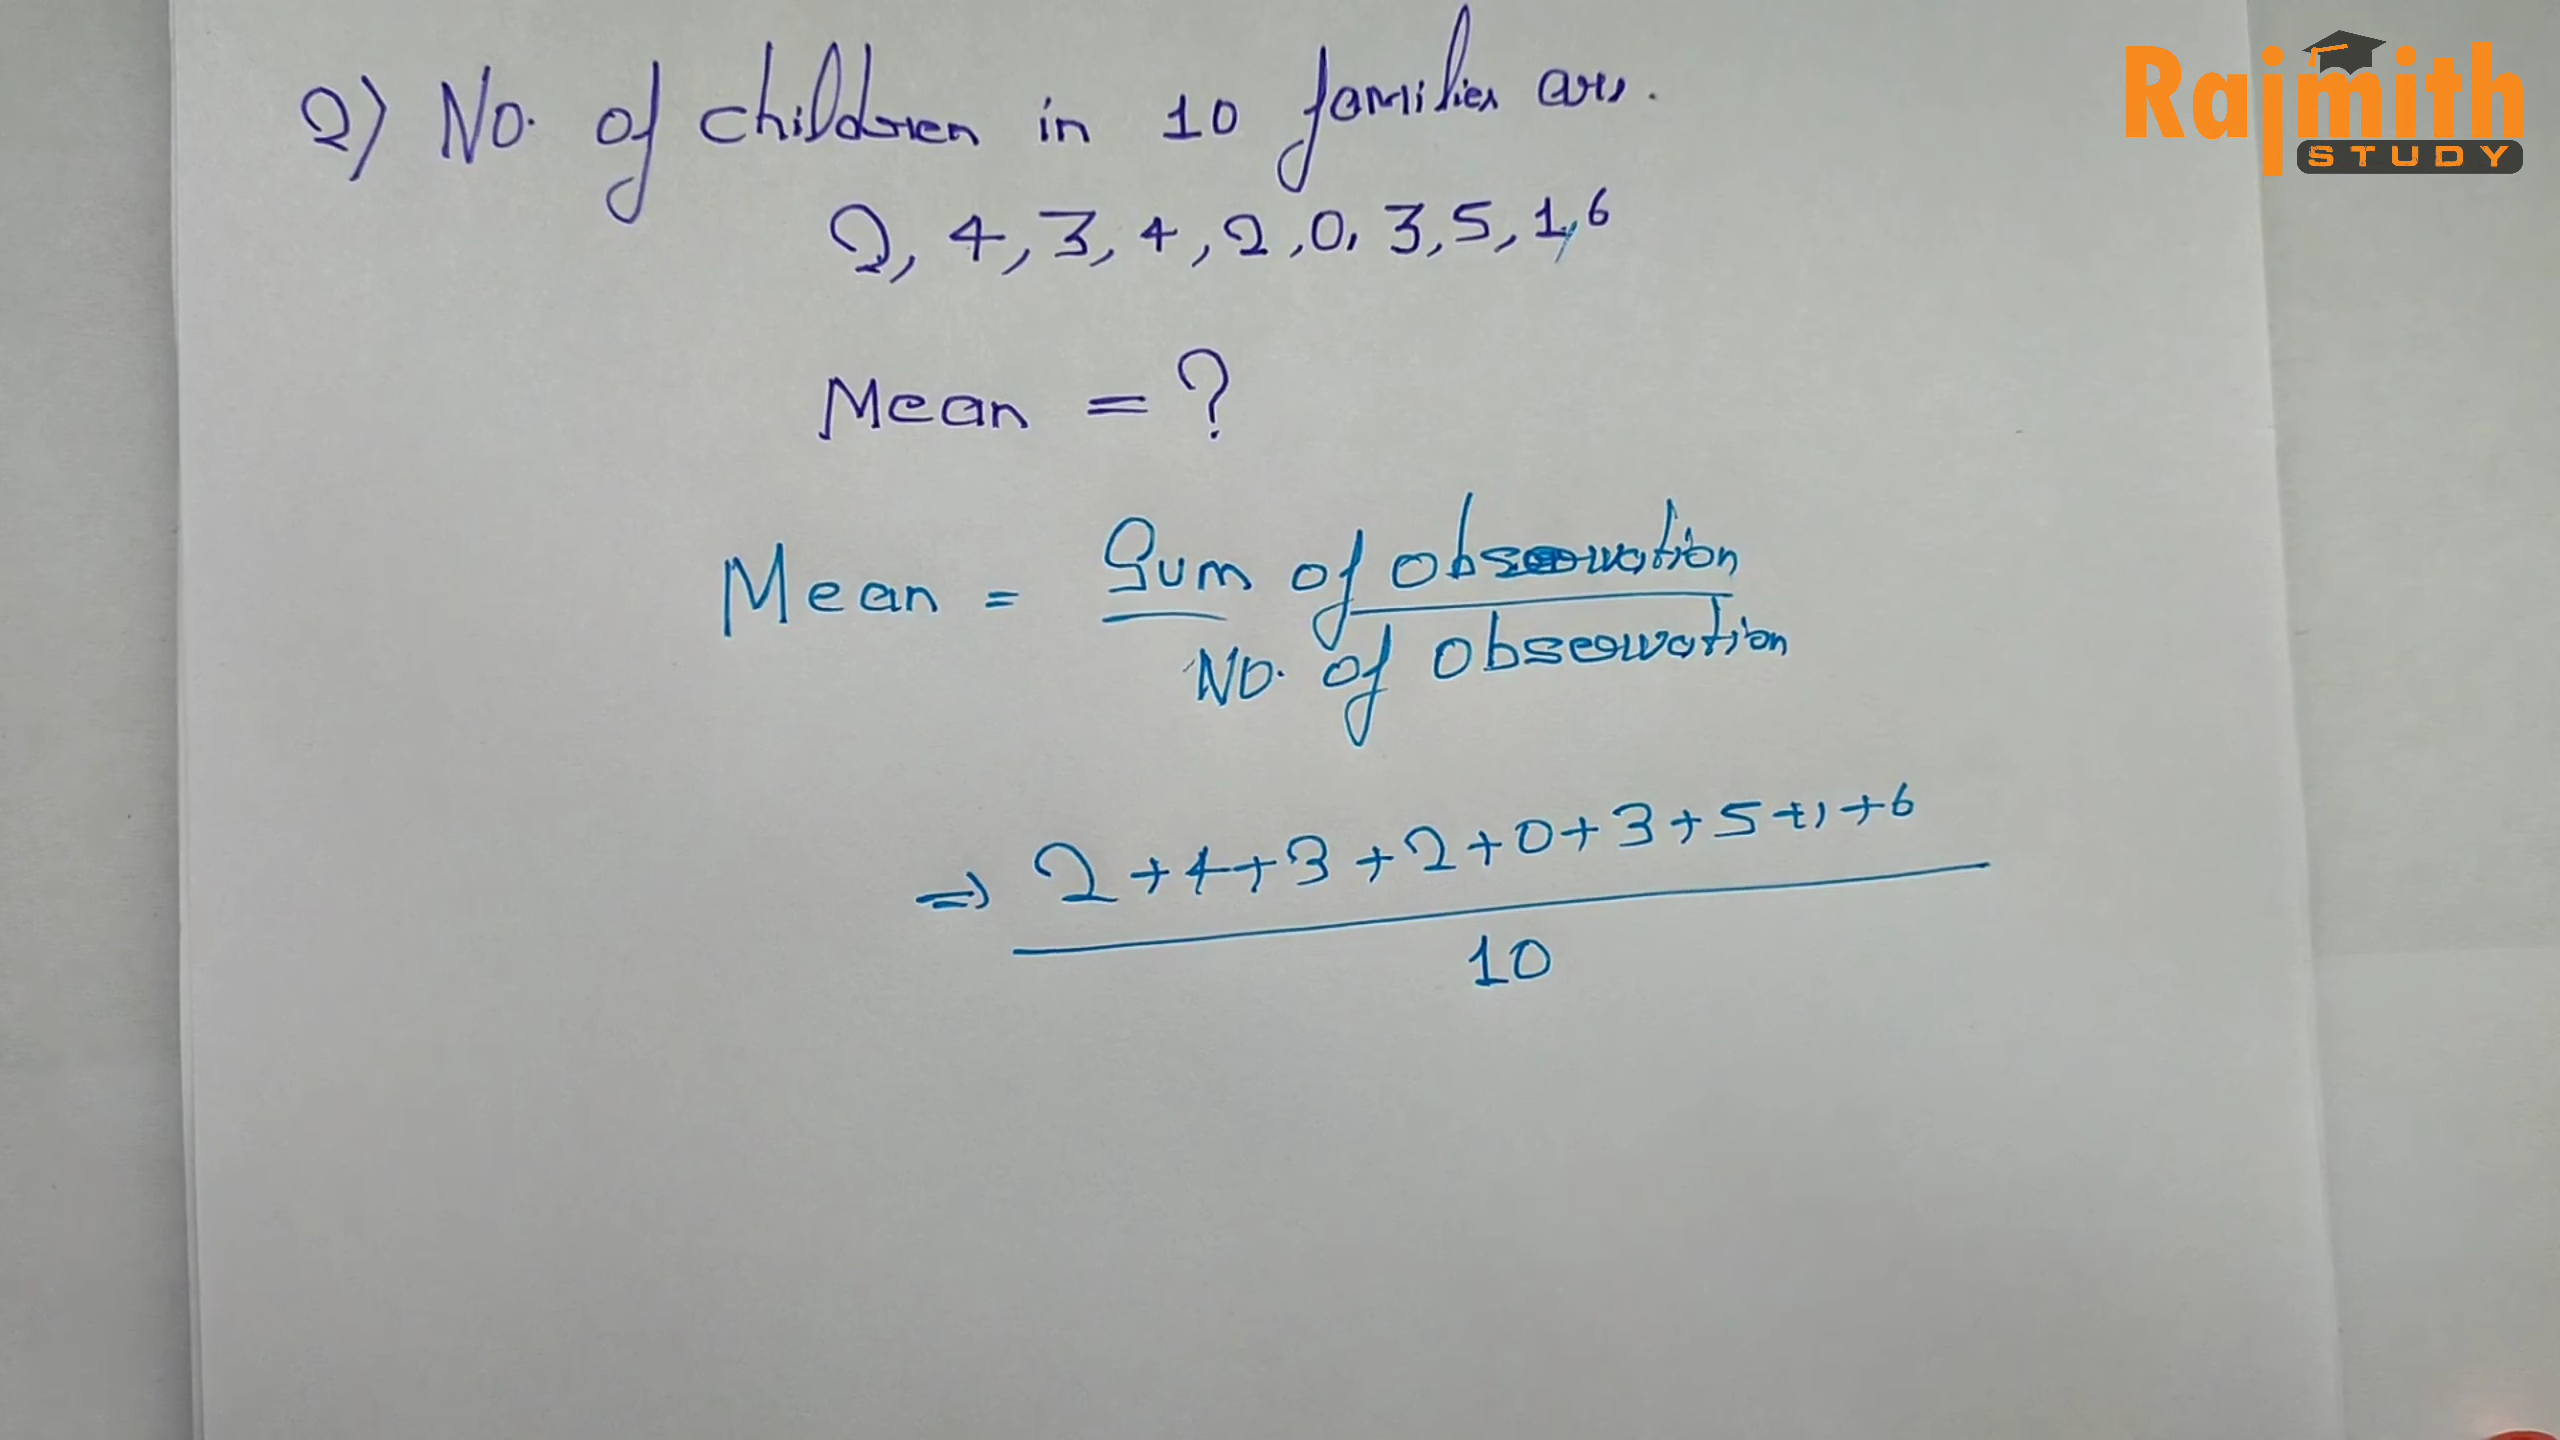 Rajmith
STUDY
Q) No. of children in 10 families are.
2, 4, 3, 4, 2, 0, 3, 5, 1, 6
Mean = ?
Mean = Sum of observation
No. of observation
⇒ 2+4+3+2+0+3+5+1+6
10